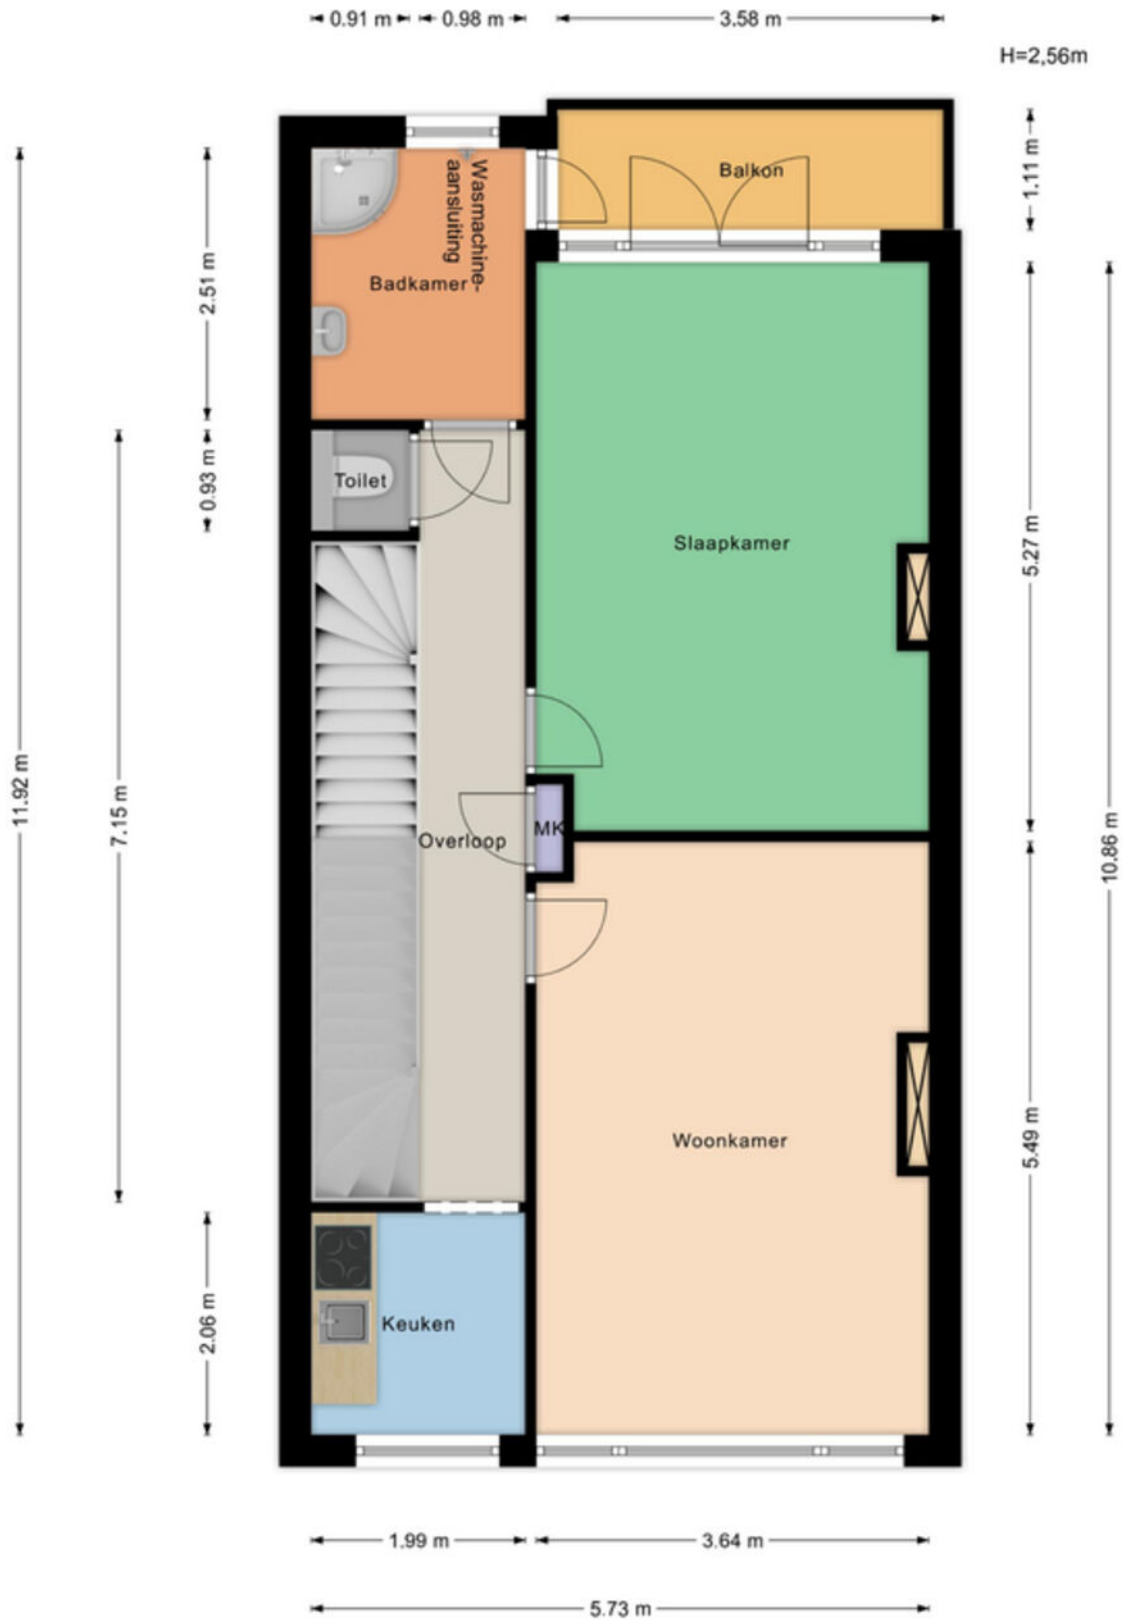 0.91 m
0.98 m
3.58 m
H=2,56m
Balkon
1.11 m
Wasmachine-
aansluiting
Badkamer
2.51 m
Toilet
0.93 m
Slaapkamer
5.27 m
11.92 m
7.15 m
MK
Overloop
10.86 m
Woonkamer
5.49 m
Keuken
2.06 m
1.99 m
3.64 m
5.73 m